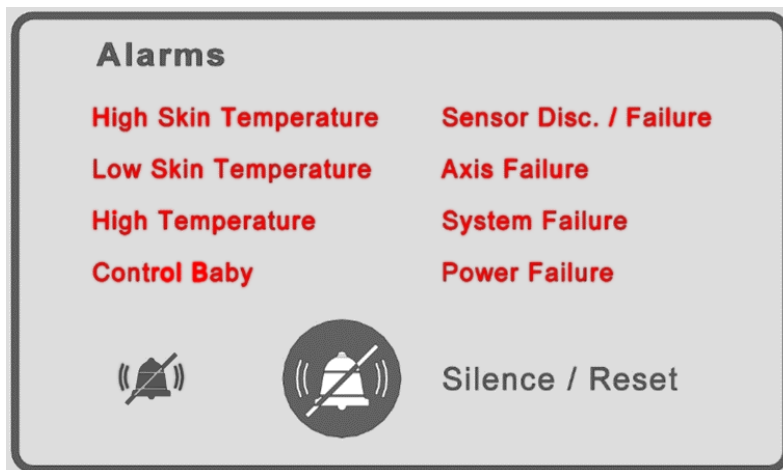 Alarms
High Skin Temperature
Low Skin Temperature
High Temperature
Control Baby
Sensor Disc. / Failure
Axis Failure
System Failure
Power Failure
Silence / Reset